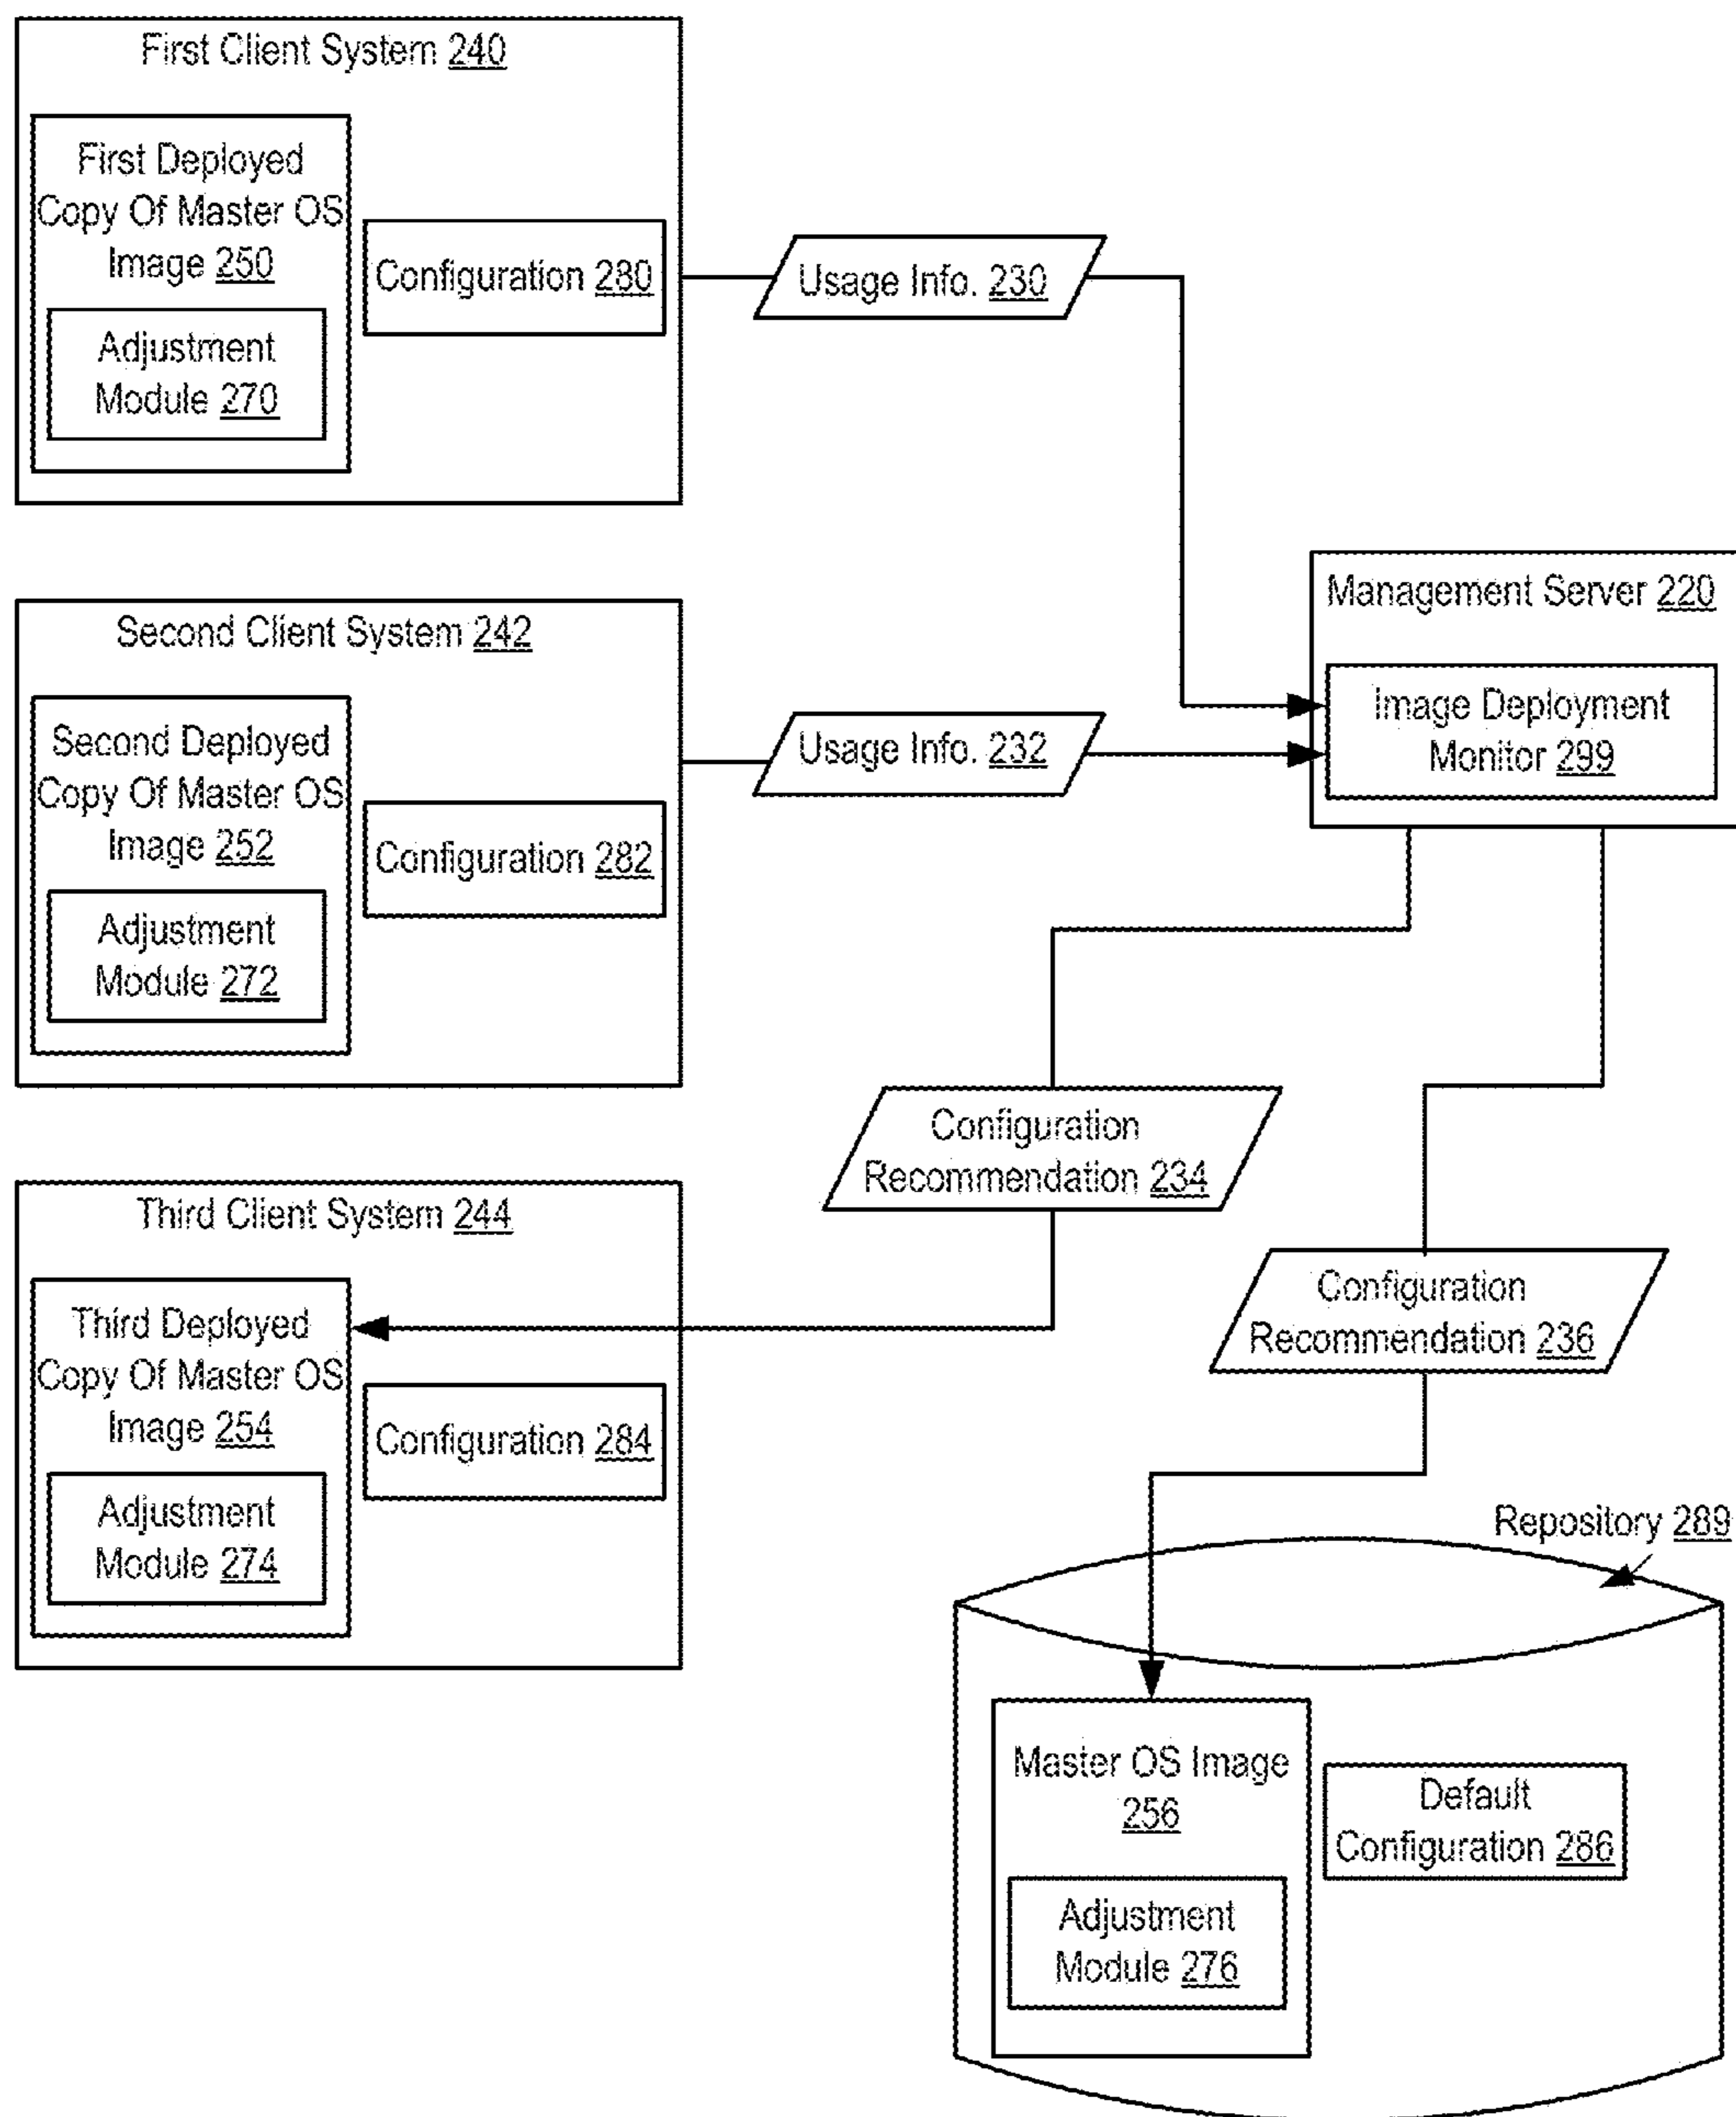 First Client System 240
First Deployed
Copy Of Master OS
Image 250
Adjustment
Module 270
Configuration 280
Usage Info. 230
Second Client System 242
Second Deployed
Copy Of Master OS
Image 252
Adjustment
Module 272
Configuration 282
Usage Info. 232
Management Server 220
Image Deployment
Monitor 299
Third Client System 244
Third Deployed
Copy Of Master OS
Image 254
Adjustment
Module 274
Configuration 284
Configuration
Recommendation 234
Configuration
Recommendation 236
Repository 289
Master OS Image
256
Adjustment
Module 276
Default
Configuration 286